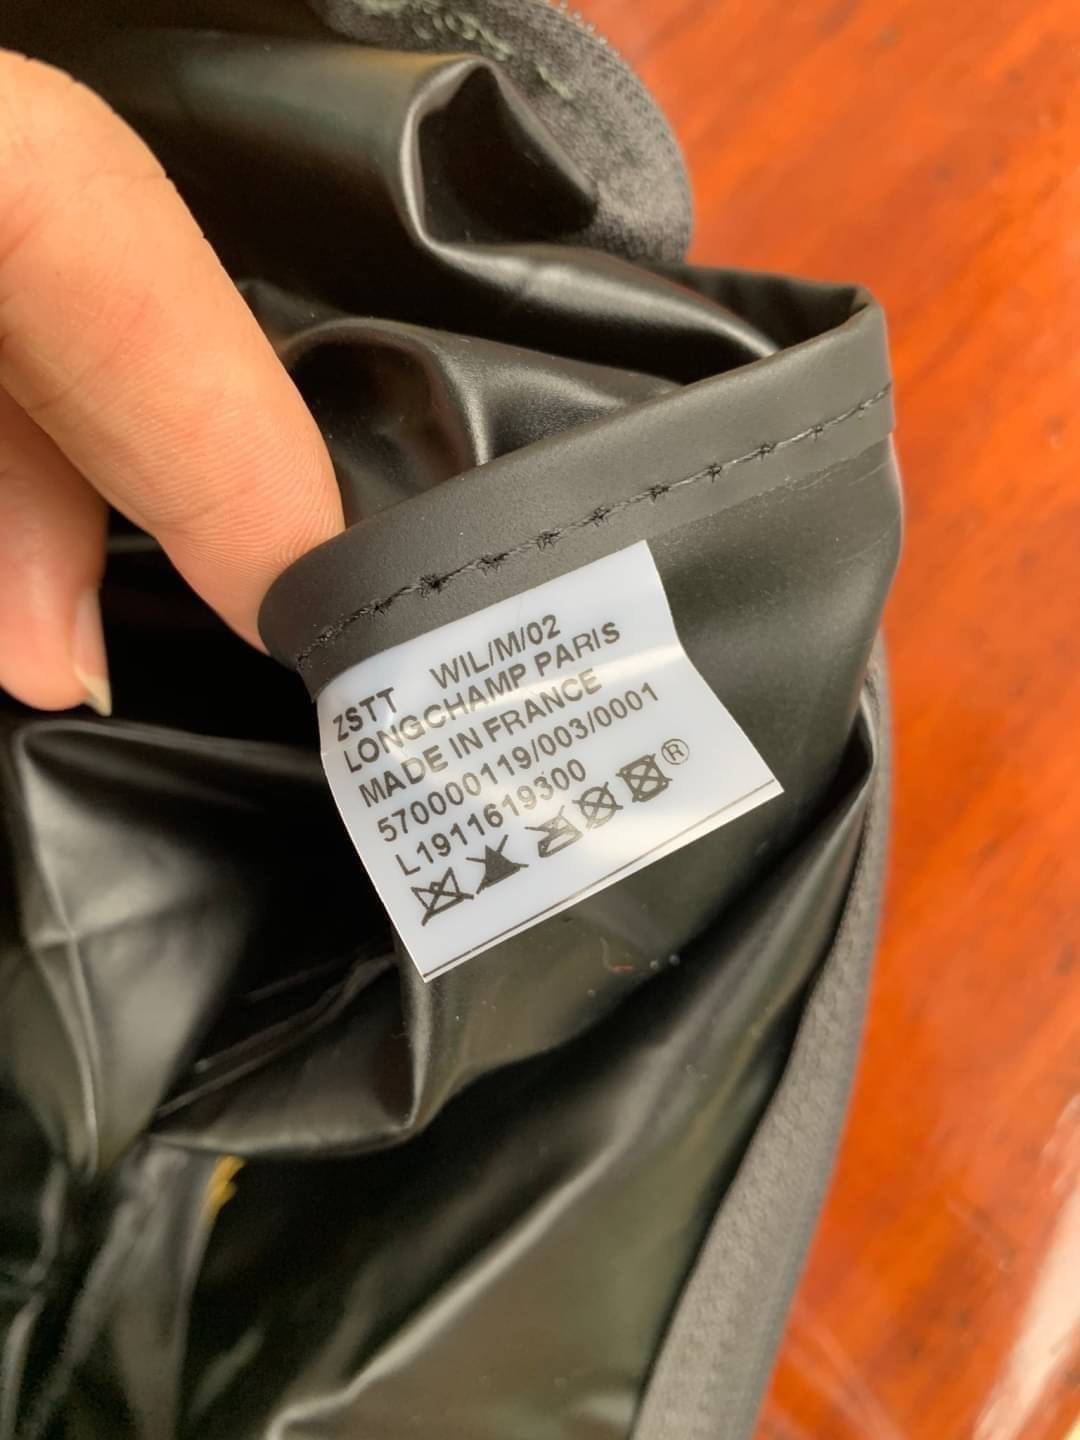 ZSTT WIL/M/02
LONGCHAMP PARIS
MADE IN FRANCE
570000119/003/0001
L1911619300
®